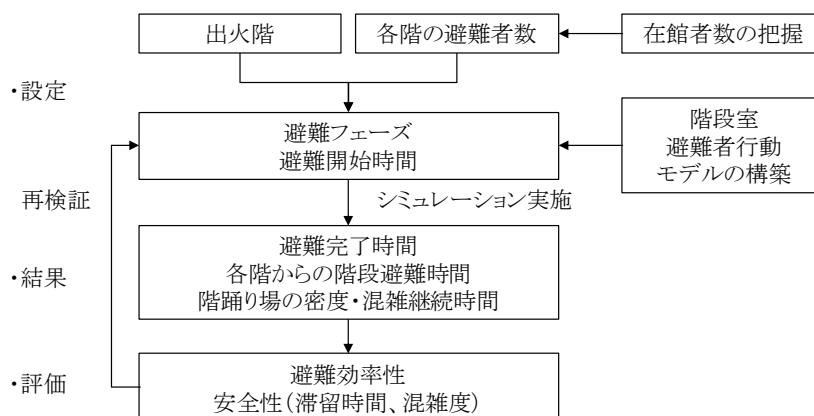 出火階
各階の避難者数
在館者数の把握
・設定
避難フェーズ
避難開始時間
階段室
避難者行動
モデルの構築
再検証
シミュレーション実施
・結果
避難完了時間
各階からの階段避難時間
階踊り場の密度・混雑継続時間
・評価
避難効率性
安全性(滞留時間、混雑度)